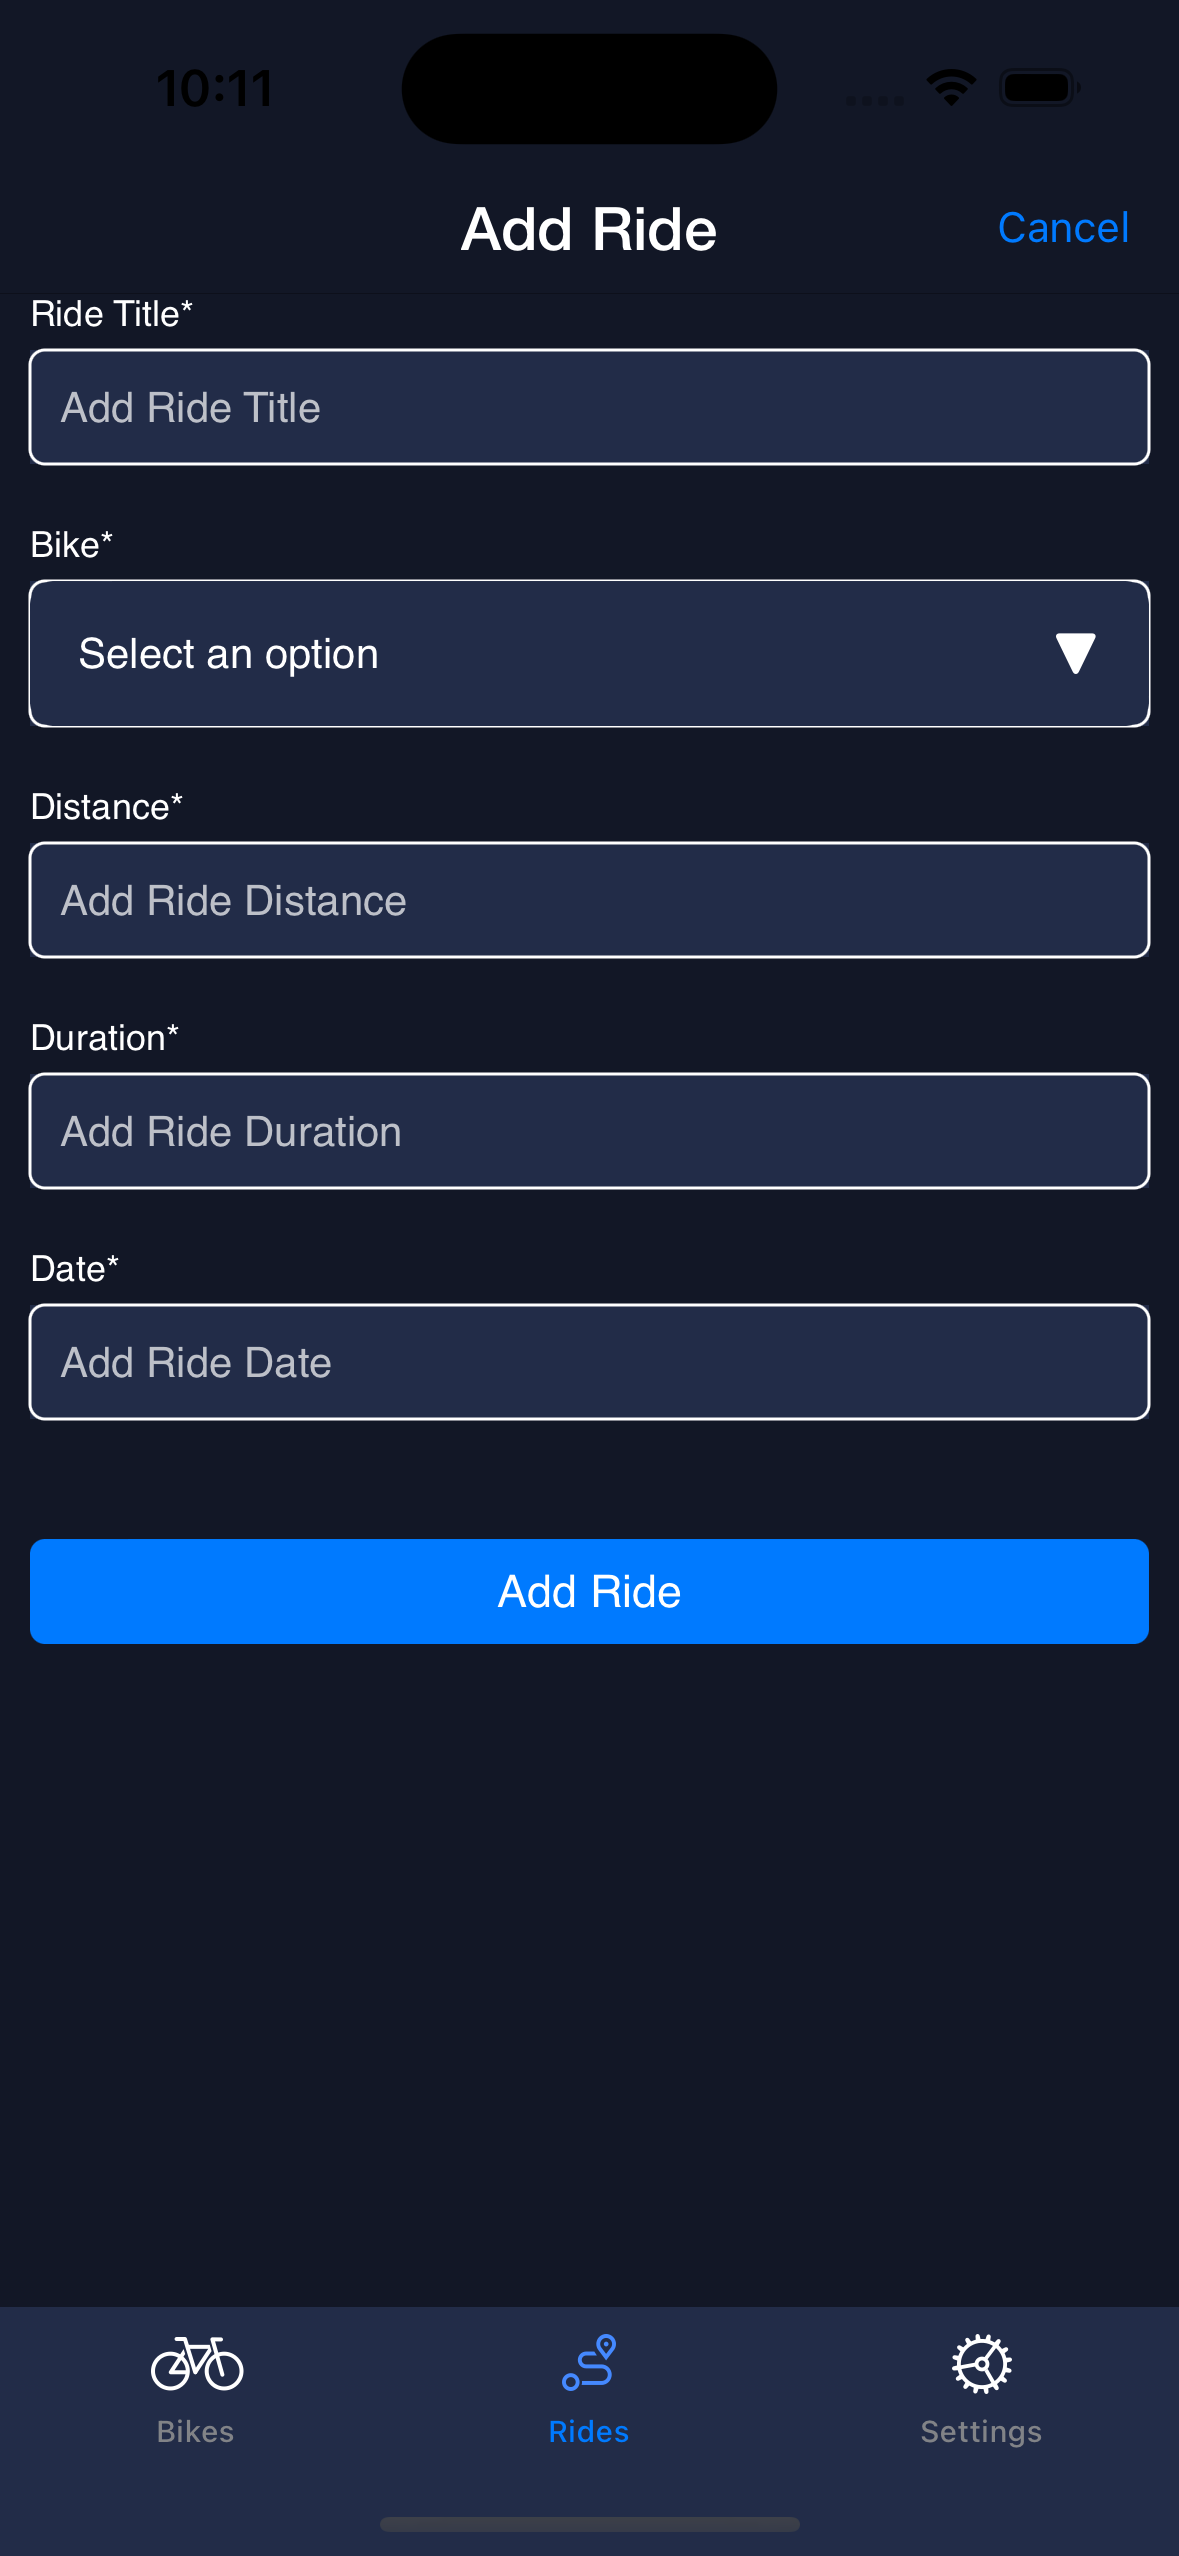 10:11
Add Ride
Cancel
Ride Title*
Add Ride Title
Bike*
Select an option
Distance*
Add Ride Distance
Duration*
Add Ride Duration
Date*
Add Ride Date
Add Ride
Bikes
Rides
Settings